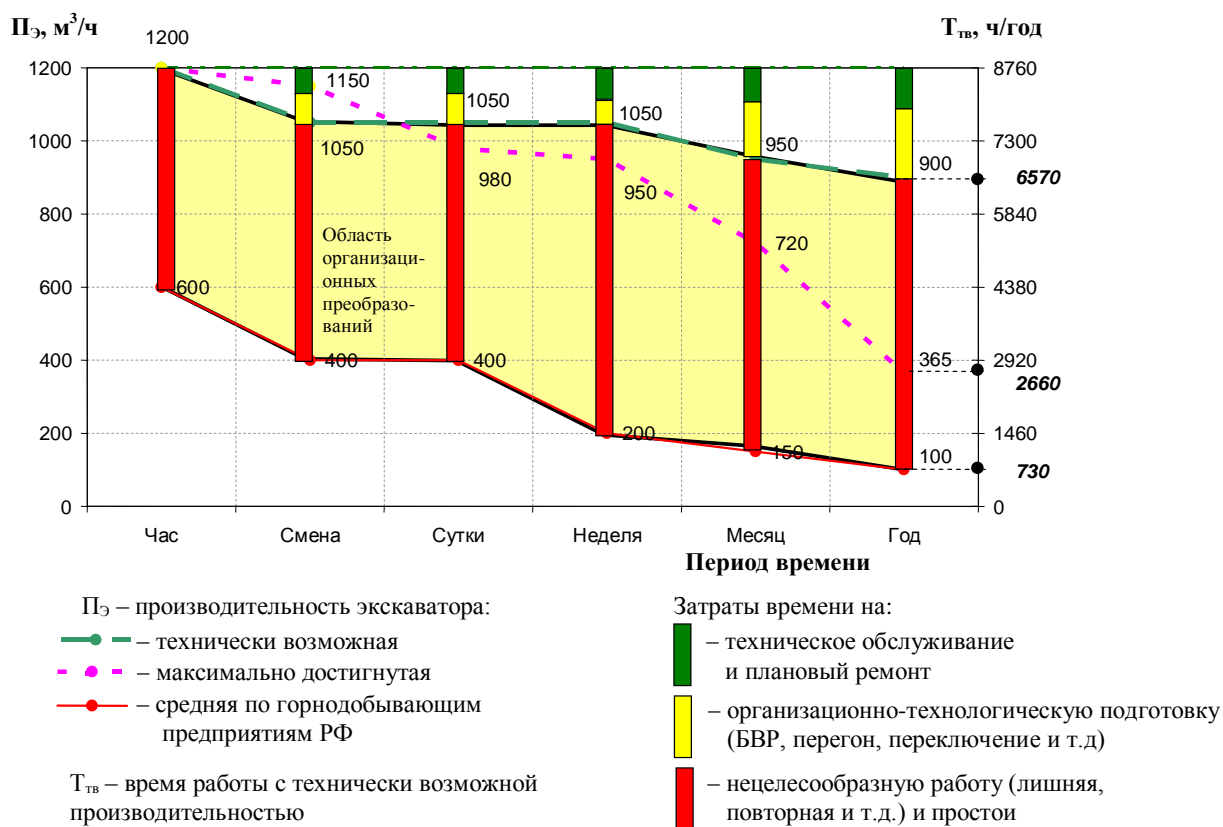 Пэ, м³/ч
Tтв, ч/год
1200
1200
8760
1150
1050
1050
1000
1050
950
900
7300
6570
980
950
800
5840
720
Область
организаци-
онных
преобразо-
ваний
600
600
4380
400
400
400
365
2920
2660
200
200
150
100
1460
730
0
0
Час
Смена
Сутки
Неделя
Месяц
Год
Период времени
Пэ – производительность экскаватора:
– технически возможная
– максимально достигнутая
– средняя по горнодобывающим
предприятиям РФ
Tтв – время работы с технически возможной
производительностью
Затраты времени на:
– техническое обслуживание
и плановый ремонт
– организационно-технологическую подготовку
(БВР, перегон, переключение и т.д)
– нецелесообразную работу (лишняя,
повторная и т.д.) и простои